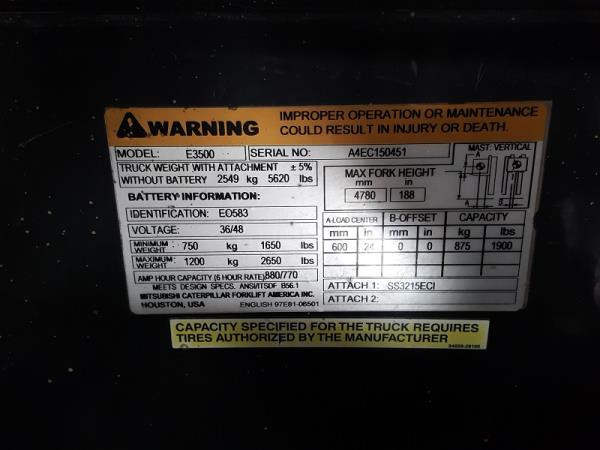 WARNING
IMPROPER OPERATION OR MAINTENANCE
COULD RESULT IN INJURY OR DEATH.
MODEL: E3500 SERIAL NO: A4EC150451
TRUCK WEIGHT WITH ATTACHMENT ± 5%
WITHOUT BATTERY 2549 kg 5620 lbs
BATTERY INFORMATION:
IDENTIFICATION: EO583
VOLTAGE: 36/48
MINIMUM WEIGHT 750 kg 1650 lbs
MAXIMUM WEIGHT 1200 kg 2650 lbs
AMP HOUR CAPACITY (6 HOUR RATE) 880/770
MEETS DESIGN SPECS. ANSI/ITSDF B56.1
MITSUBISHI CATERPILLAR FORKLIFT AMERICA INC.
HOUSTON, USA ENGLISH 97E81-06501
MAX FORK HEIGHT
mm in
4780 188
MAST: VERTICAL
A
A B
A-LOAD CENTER B-OFFSET CAPACITY
mm in mm in kg lbs
600 24 0 0 875 1900
ATTACH 1: SS3215ECI
ATTACH 2:
CAPACITY SPECIFIED FOR THE TRUCK REQUIRES
TIRES AUTHORIZED BY THE MANUFACTURER